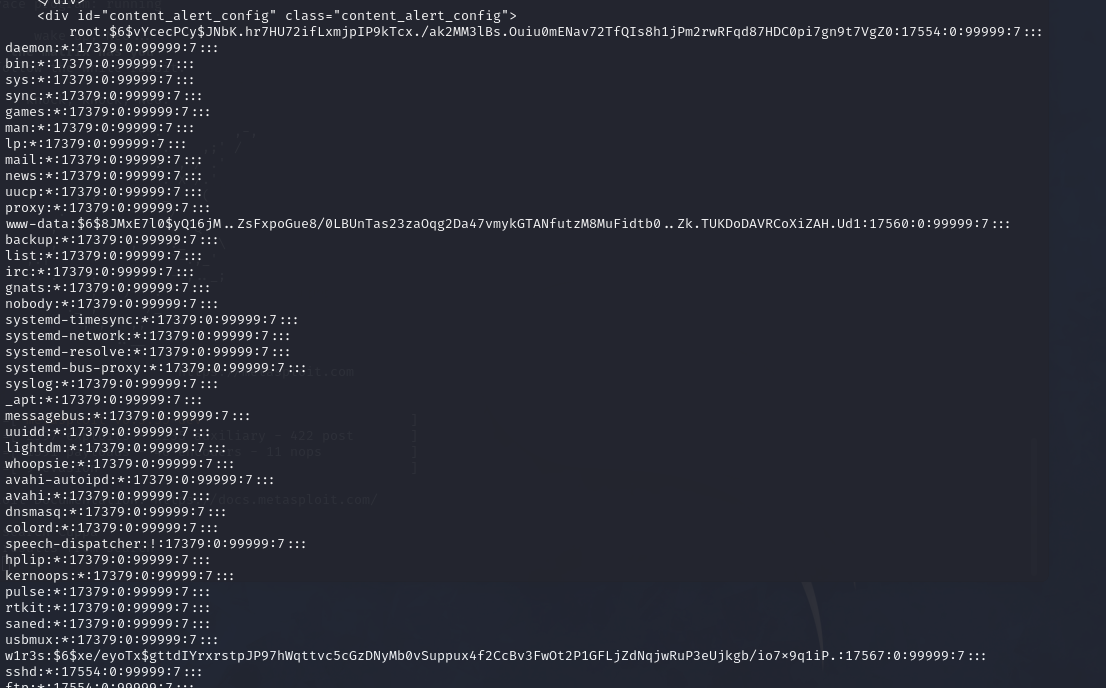 </div>
<div id="content_alert_config" class="content_alert_config">
root:$6$vYcecPCy$JNbK.hr7HU72ifLxmjpIP9kTcx./ak2MM3lBs.Ouiu0mENav72TfQIs8h1jPm2rwRFqd87HDC0pi7gn9t7VgZ0:17554:0:99999:7:::
daemon:*:17379:0:99999:7:::
bin:*:17379:0:99999:7:::
sys:*:17379:0:99999:7:::
sync:*:17379:0:99999:7:::
games:*:17379:0:99999:7:::
man:*:17379:0:99999:7:::
lp:*:17379:0:99999:7:::
mail:*:17379:0:99999:7:::
news:*:17379:0:99999:7:::
uucp:*:17379:0:99999:7:::
proxy:*:17379:0:99999:7:::
www-data:$6$8JMxE7l0$yQ16jM..ZsFxpoGue8/0LBUnTas23zaOqg2Da47vmykGTANfutzM8MuFidtb0..Zk.TUKDoDAVRCoXiZAH.Ud1:17560:0:99999:7:::
backup:*:17379:0:99999:7:::
list:*:17379:0:99999:7:::
irc:*:17379:0:99999:7:::
gnats:*:17379:0:99999:7:::
nobody:*:17379:0:99999:7:::
systemd-timesync:*:17379:0:99999:7:::
systemd-network:*:17379:0:99999:7:::
systemd-resolve:*:17379:0:99999:7:::
systemd-bus-proxy:*:17379:0:99999:7:::
syslog:*:17379:0:99999:7:::
_apt:*:17379:0:99999:7:::
messagebus:*:17379:0:99999:7:::
uuidd:*:17379:0:99999:7:::
lightdm:*:17379:0:99999:7:::
whoopsie:*:17379:0:99999:7:::
avahi-autoipd:*:17379:0:99999:7:::
avahi:*:17379:0:99999:7:::
dnsmasq:*:17379:0:99999:7:::
colord:*:17379:0:99999:7:::
speech-dispatcher:!:17379:0:99999:7:::
hplip:*:17379:0:99999:7:::
kernoops:*:17379:0:99999:7:::
pulse:*:17379:0:99999:7:::
rtkit:*:17379:0:99999:7:::
saned:*:17379:0:99999:7:::
usbmux:*:17379:0:99999:7:::
w1r3s:$6$xe/eyoTx$gttdIYrxrstpJP97hWqttvc5cGzDNyMb0vSuppux4f2CcBv3FwOt2P1GFLjZdNqjwRuP3eUjkgb/io7x9q1iP.:17567:0:99999:7:::
sshd:*:17554:0:99999:7:::
ftp:*:17554:0:99999:7:::